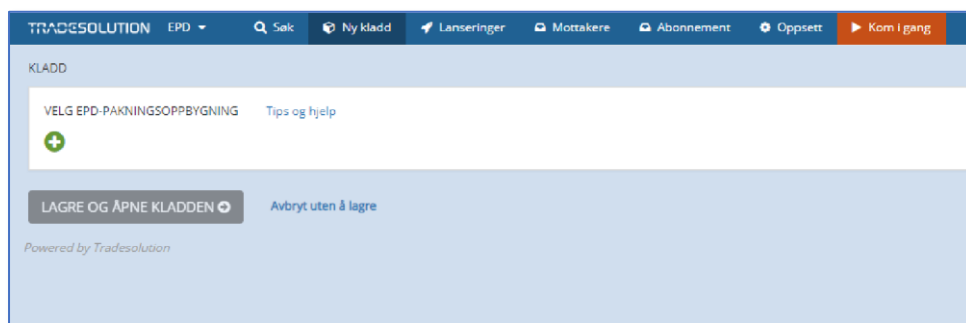 TRADESOLUTION EPD Søk Ny kladd Lanseringer Mottakere Abonnement Oppsett Kom i gang
KLADD
VELG EPD-PAKNINGSOPPBYGNING Tips og hjelp
LAGRE OG ÅPNE KLADDEN Avbryt uten å lagre
Powered by Tradesolution